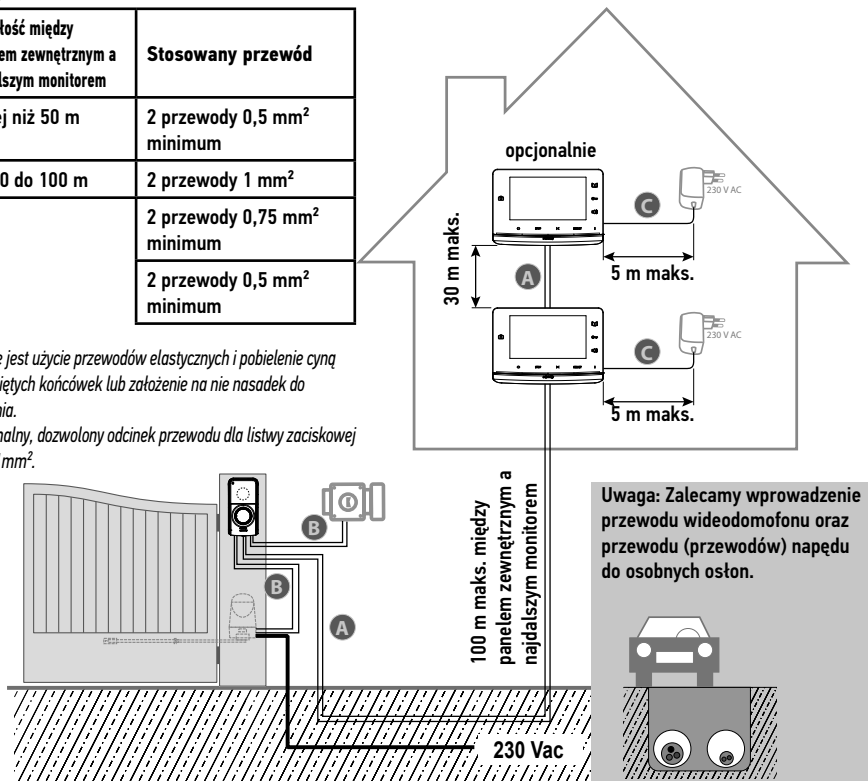 łość między
em zewnętrznym a
lszym monitorem
Stosowany przewód
ej niż 50 m
2 przewody 0,5 mm²
minimum
0 do 100 m
2 przewody 1 mm²
2 przewody 0,75 mm²
minimum
2 przewody 0,5 mm²
minimum
e jest użycie przewodów elastycznych i pobielenie cyną
iętych końcówek lub założenie na nie nasadek do
nia.
nalny, dozwolony odcinek przewodu dla listwy zaciskowej
mm².
opcjonalnie
C
230 V AC
5 m maks.
30 m maks.
A
C
230 V AC
5 m maks.
B
B
A
100 m maks. między
panelem zewnętrznym a
najdalszym monitorem
230 Vac
Uwaga: Zalecamy wprowadzenie
przewodu wideodomofonu oraz
przewodu (przewodów) napędu
do osobnych osłon.